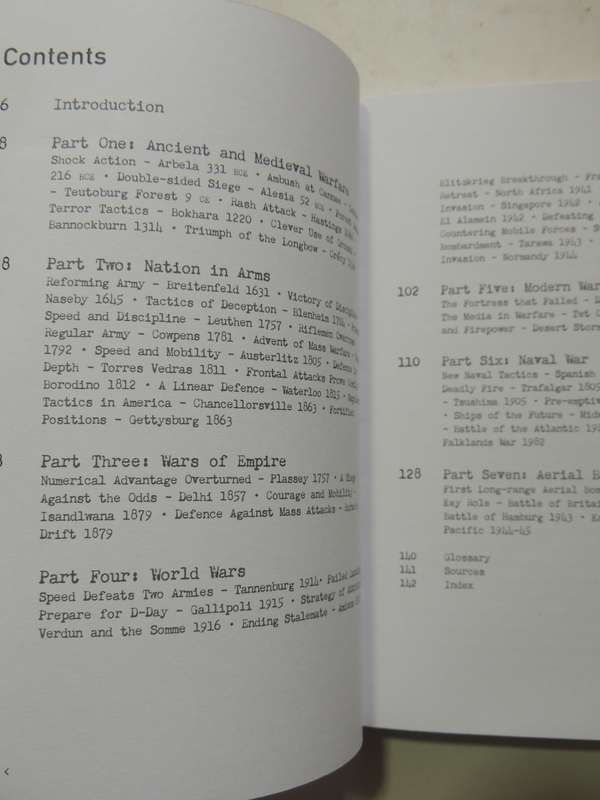 Contents
6 Introduction
8 Part One: Ancient and Medieval Warfare
Shock Action – Arbela 331 BCE · Ambush at Cannae –
216 BCE · Double-sided Siege – Alesia 52 BCE ·
– Teutoburg Forest 9 CE · Rash Attack – Hastings
Terror Tactics – Bokhara 1220 · Clever Use of
Bannockburn 1314 · Triumph of the Longbow – Crécy
8 Part Two: Nation in Arms
Reforming Army – Breitenfeld 1631 · Victory of Discipline
Naseby 1645 · Tactics of Deception – Blenheim 1704 ·
Speed and Discipline – Leuthen 1757 · Riflemen Overcome
Regular Army – Cowpens 1781 · Advent of Mass Warfare –
1792 · Speed and Mobility – Austerlitz 1805 · Defence in
Depth – Torres Vedras 1811 · Frontal Attacks Prove
Borodino 1812 · A Linear Defence – Waterloo 1815 ·
Tactics in America – Chancellorsville 1863 · Fortified
Positions – Gettysburg 1863
8 Part Three: Wars of Empire
Numerical Advantage Overturned – Plassey 1757 · A
Against the Odds – Delhi 1857 · Courage and Mobility –
Isandlwana 1879 · Defence Against Mass Attacks –
Drift 1879
Part Four: World Wars
Speed Defeats Two Armies – Tannenburg 1914 · Failed
Prepare for D-Day – Gallipoli 1915 · Strategy of
Verdun and the Somme 1916 · Ending Stalemate –
Blitzkrieg Breakthrough –
Retreat – North Africa 1941
Invasion – Singapore 1942 ·
El Alamein 1942 · Defeating
Countering Mobile Forces –
Bombardment – Tarawa 1943 ·
Invasion – Normandy 1944
102 Part Five: Modern War
The Fortress that Failed –
The Media in Warfare – Tet
and Firepower – Desert Storm
110 Part Six: Naval War
New Naval Tactics – Spanish
Deadly Fire – Trafalgar 1805
– Tsushima 1905 · Pre-emptive
· Ships of the Future –
– Battle of the Atlantic
Falklands War 1982
128 Part Seven: Aerial
First Long-range Aerial
Key Role – Battle of Britain
Battle of Hamburg 1943 ·
Pacific 1944-45
140 Glossary
141 Sources
142 Index